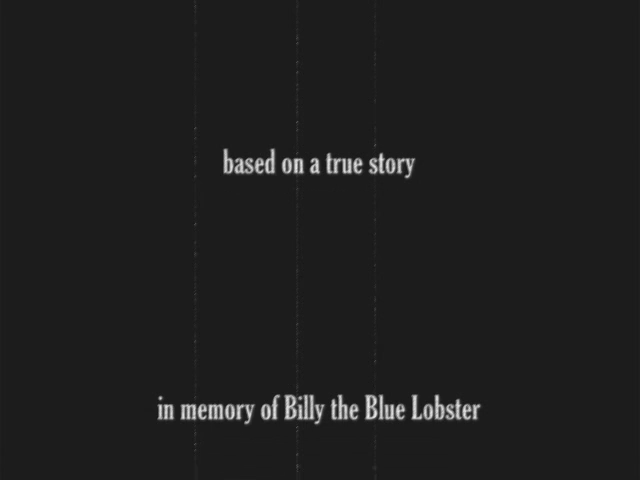 based on a true story
in memory of Billy the Blue Lobster